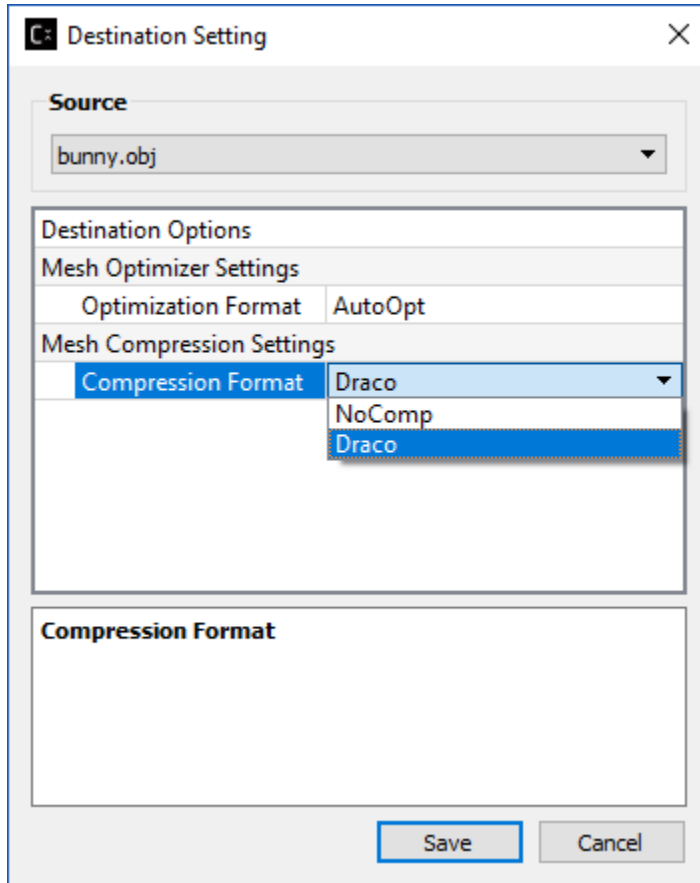 Destination Setting
Source
bunny.obj
Destination Options
Mesh Optimizer Settings
Optimization Format AutoOpt
Mesh Compression Settings
Compression Format Draco
NoComp
Draco
Compression Format
Save Cancel